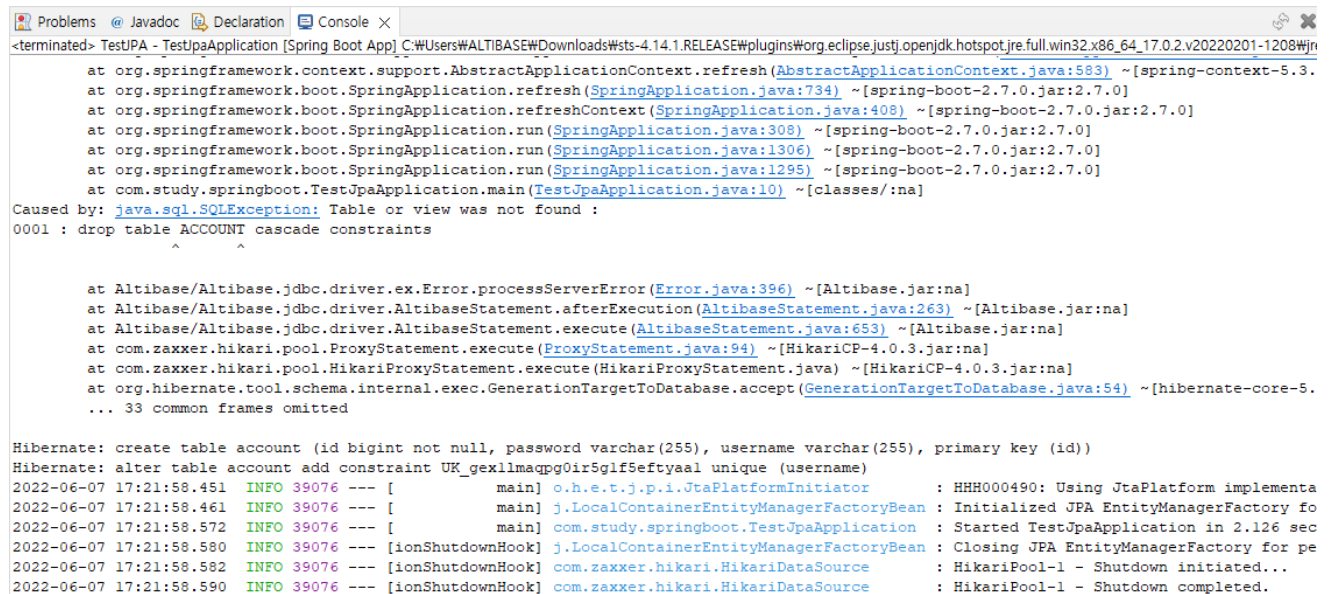 Problems @ Javadoc Declaration Console
<terminated> TestJPA - TestJpaApplication [Spring Boot App] C:₩Users₩ALTIBASE₩Downloads₩sts-4.14.1.RELEASE₩plugins₩org.eclipse.justj.openjdk.hotspot.jre.full.win32.x86_64_17.0.2.v20220201-1208₩jre
at org.springframework.context.support.AbstractApplicationContext.refresh(AbstractApplicationContext.java:583) ~[spring-context-5.3.
at org.springframework.boot.SpringApplication.refresh(SpringApplication.java:734) ~[spring-boot-2.7.0.jar:2.7.0]
at org.springframework.boot.SpringApplication.refreshContext(SpringApplication.java:408) ~[spring-boot-2.7.0.jar:2.7.0]
at org.springframework.boot.SpringApplication.run(SpringApplication.java:308) ~[spring-boot-2.7.0.jar:2.7.0]
at org.springframework.boot.SpringApplication.run(SpringApplication.java:1306) ~[spring-boot-2.7.0.jar:2.7.0]
at org.springframework.boot.SpringApplication.run(SpringApplication.java:1295) ~[spring-boot-2.7.0.jar:2.7.0]
at com.study.springboot.TestJpaApplication.main(TestJpaApplication.java:10) ~[classes/:na]
Caused by: java.sql.SQLException: Table or view was not found :
0001 : drop table ACCOUNT cascade constraints
^ ^
at Altibase/Altibase.jdbc.driver.ex.Error.processServerError(Error.java:396) ~[Altibase.jar:na]
at Altibase/Altibase.jdbc.driver.AltibaseStatement.afterExecution(AltibaseStatement.java:263) ~[Altibase.jar:na]
at Altibase/Altibase.jdbc.driver.AltibaseStatement.execute(AltibaseStatement.java:653) ~[Altibase.jar:na]
at com.zaxxer.hikari.pool.ProxyStatement.execute(ProxyStatement.java:94) ~[HikariCP-4.0.3.jar:na]
at com.zaxxer.hikari.pool.HikariProxyStatement.execute(HikariProxyStatement.java) ~[HikariCP-4.0.3.jar:na]
at org.hibernate.tool.schema.internal.exec.GenerationTargetToDatabase.accept(GenerationTargetToDatabase.java:54) ~[hibernate-core-5.
... 33 common frames omitted
Hibernate: create table account (id bigint not null, password varchar(255), username varchar(255), primary key (id))
Hibernate: alter table account add constraint UK_gex1lmaqpg0ir5g1f5eftyaa1 unique (username)
2022-06-07 17:21:58.451 INFO 39076 --- [ main] o.h.e.t.j.p.i.JtaPlatformInitiator : HHH000490: Using JtaPlatform implementa
2022-06-07 17:21:58.461 INFO 39076 --- [ main] j.LocalContainerEntityManagerFactoryBean : Initialized JPA EntityManagerFactory fo
2022-06-07 17:21:58.572 INFO 39076 --- [ main] com.study.springboot.TestJpaApplication : Started TestJpaApplication in 2.126 sec
2022-06-07 17:21:58.580 INFO 39076 --- [ionShutdownHook] j.LocalContainerEntityManagerFactoryBean : Closing JPA EntityManagerFactory for pe
2022-06-07 17:21:58.582 INFO 39076 --- [ionShutdownHook] com.zaxxer.hikari.HikariDataSource : HikariPool-1 - Shutdown initiated...
2022-06-07 17:21:58.590 INFO 39076 --- [ionShutdownHook] com.zaxxer.hikari.HikariDataSource : HikariPool-1 - Shutdown completed.